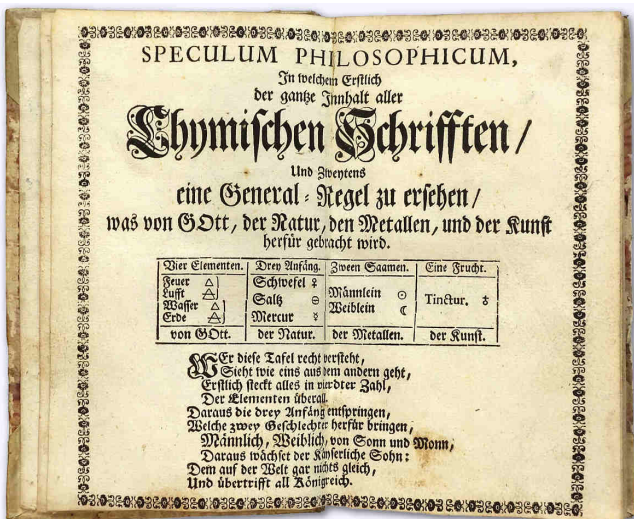 SPECULUM PHILOSOPHICUM,
In welchem Erstlich
der gantze Innhalt aller
Chymischen Schrifften /
Und Zweytens
eine General-Regel zu ersehen /
was von GOtt, der Natur, den Metallen, und der Kunst
herfür gebracht wird.
Vier Elementen. Drey Anfäng. Zween Saamen. Eine Frucht.
Feuer 🜂 Schwefel 🜍
Lufft 🜁 Saltz 🜔 Männlein ☉ Tinctur. ♁
Wasser 🜂 Weiblein ☾
Erde 🜁 Mercur ☿
von GOtt. der Natur. der Metallen. der Kunst.
WEr diese Tafel recht versteht,
Sieht wie eins aus dem andern geht,
Erstlich steckt alles in vierdter Zahl,
Der Elementen überall.
Daraus die drey Anfäng entspringen,
Welche zwey Geschlechter herfür bringen,
Männlich, Weiblich, von Sonn und Monn,
Daraus wächset der Käyserliche Sohn:
Dem auf der Welt gar nichts gleich,
Und übertrifft all Königreich.